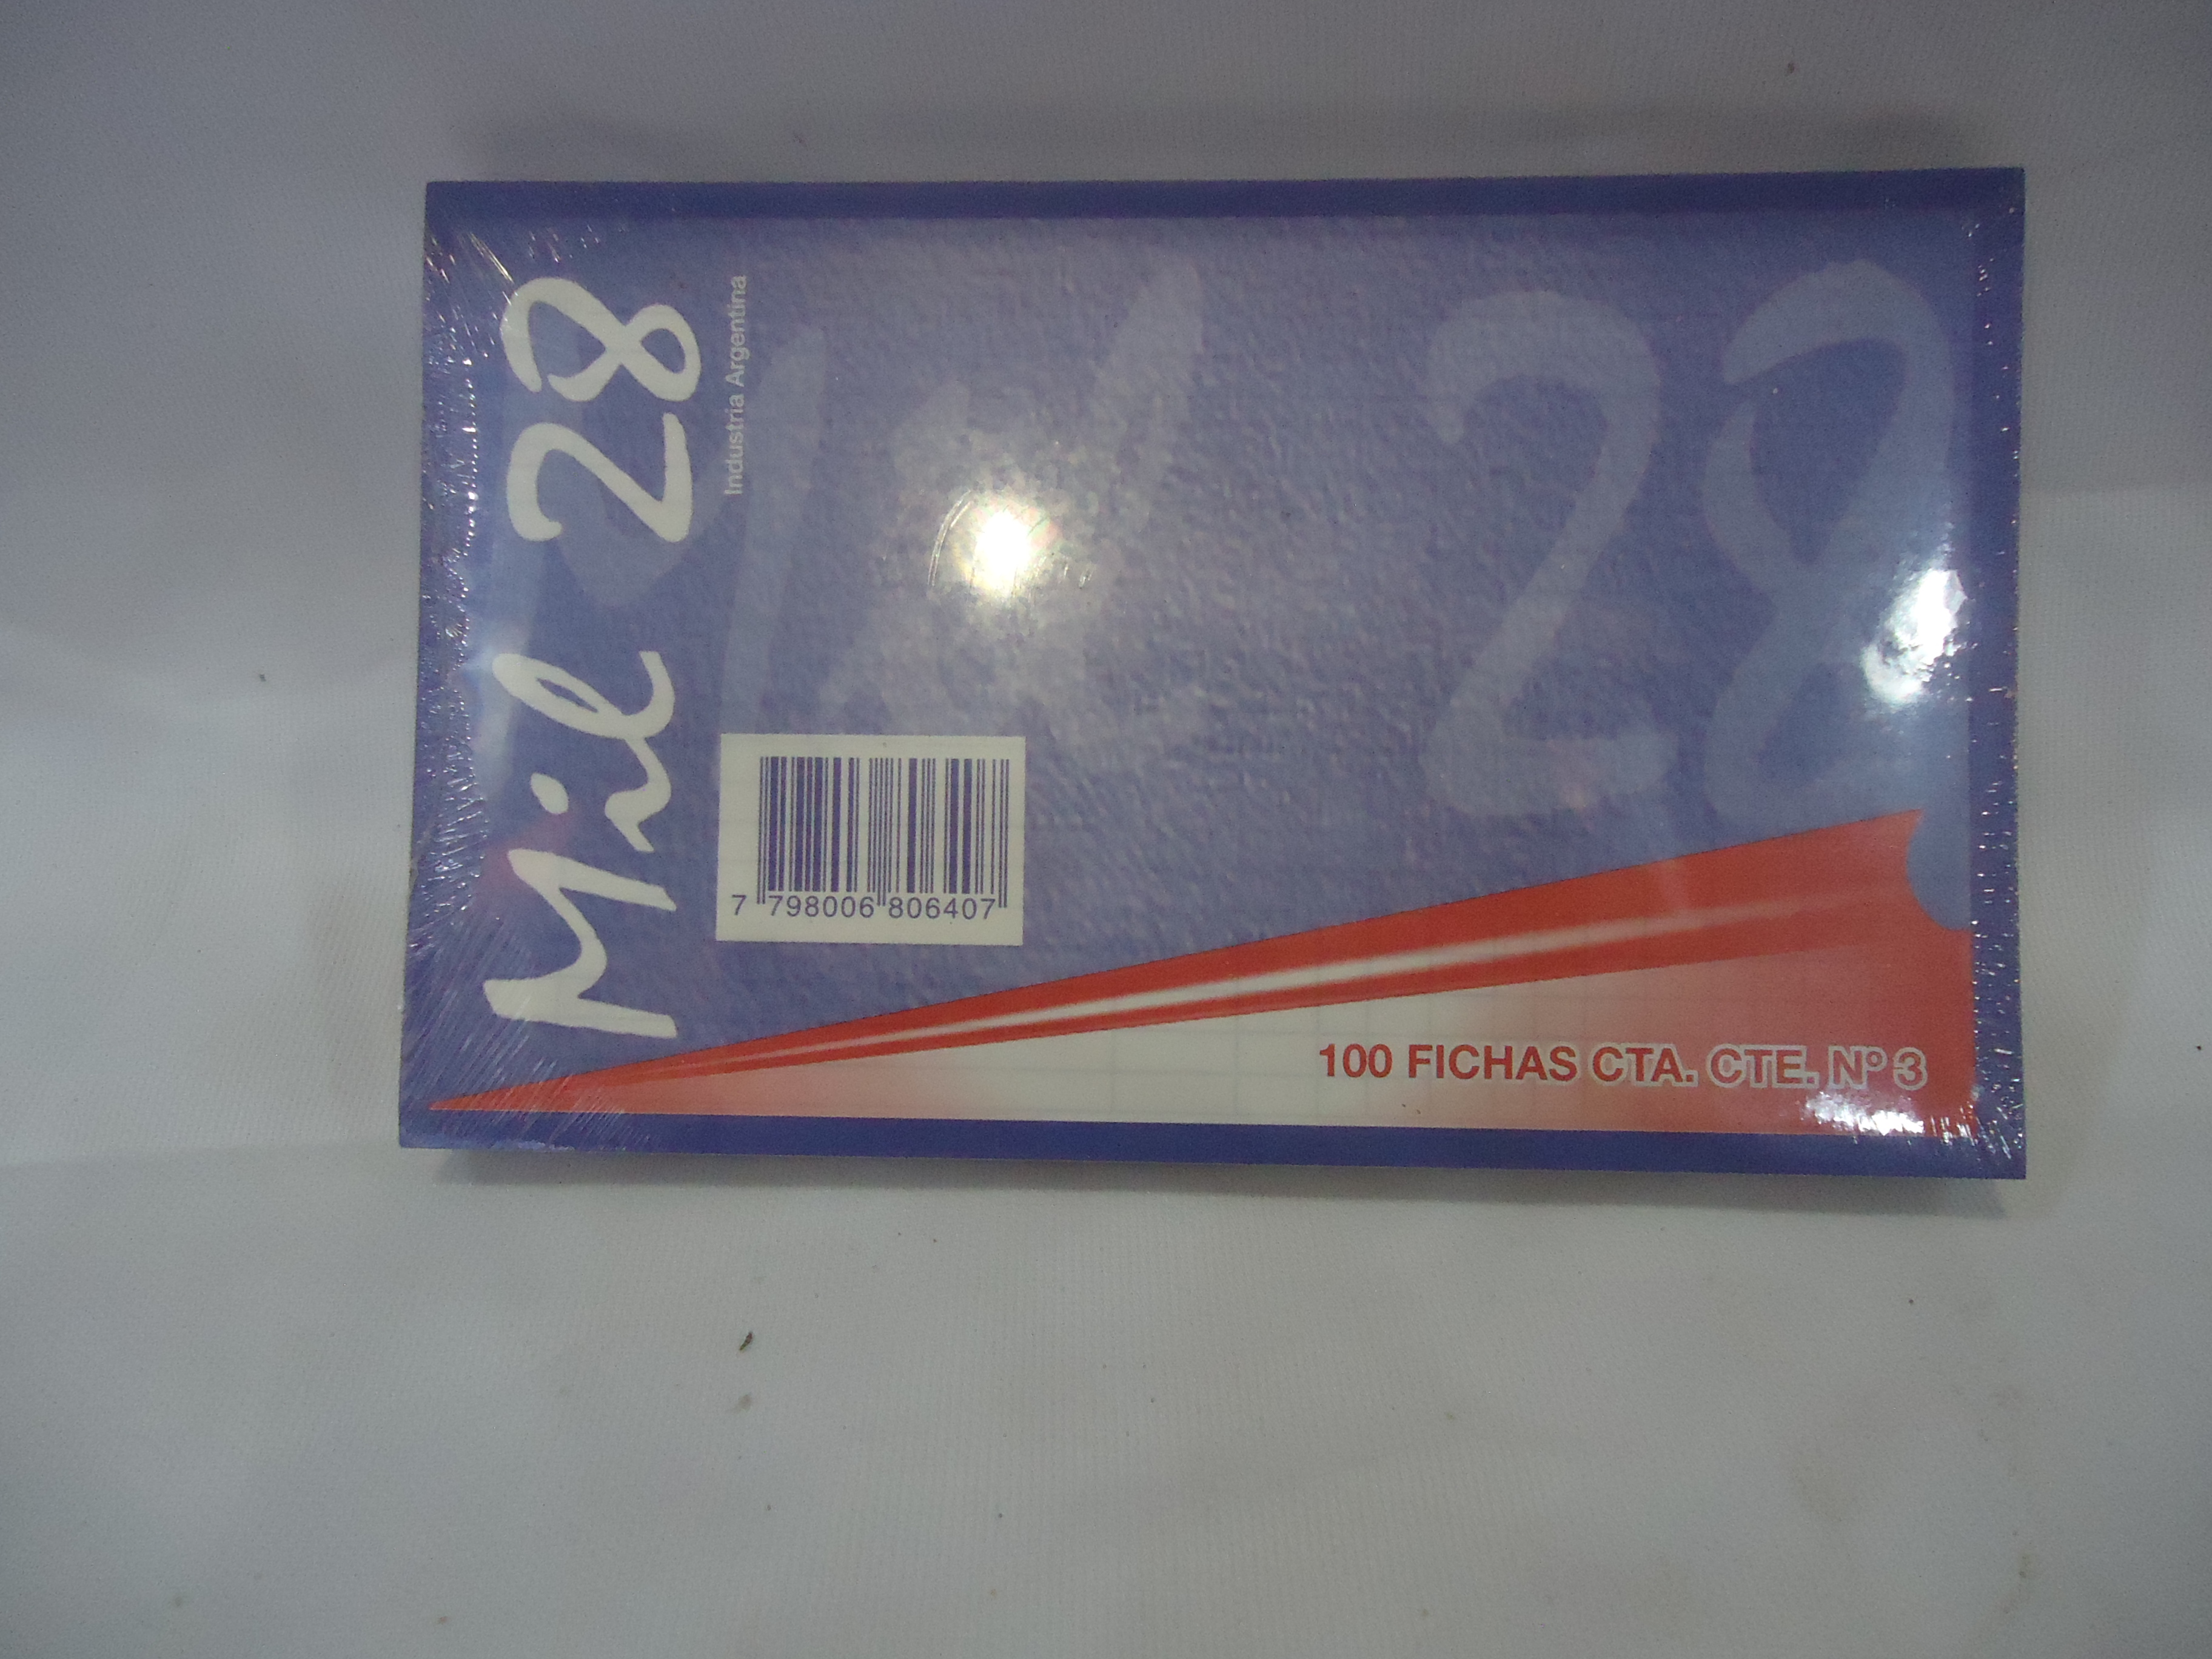 Mil 28
Industria Argentina
7 798006 806407
100 FICHAS CTA. CTE. Nº 3